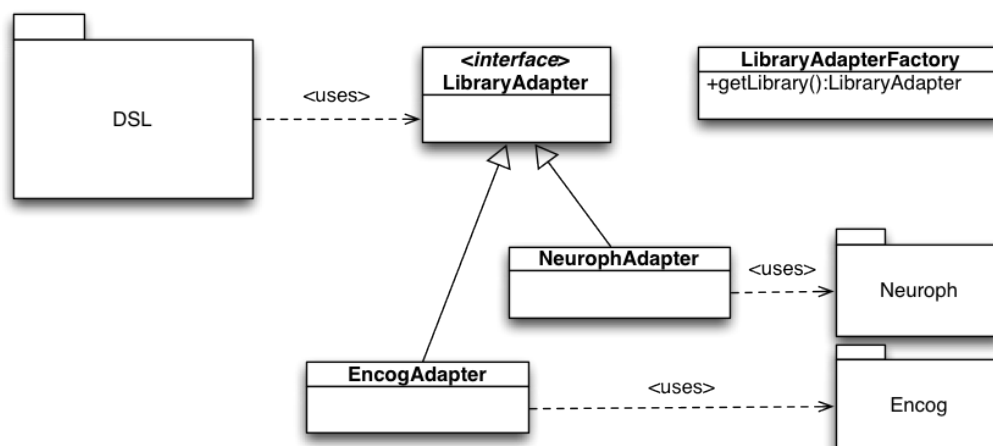 <interface>
LibraryAdapter
LibraryAdapterFactory
+getLibrary():LibraryAdapter
<uses>
DSL
NeurophAdapter
<uses>
Neuroph
EncogAdapter
<uses>
Encog